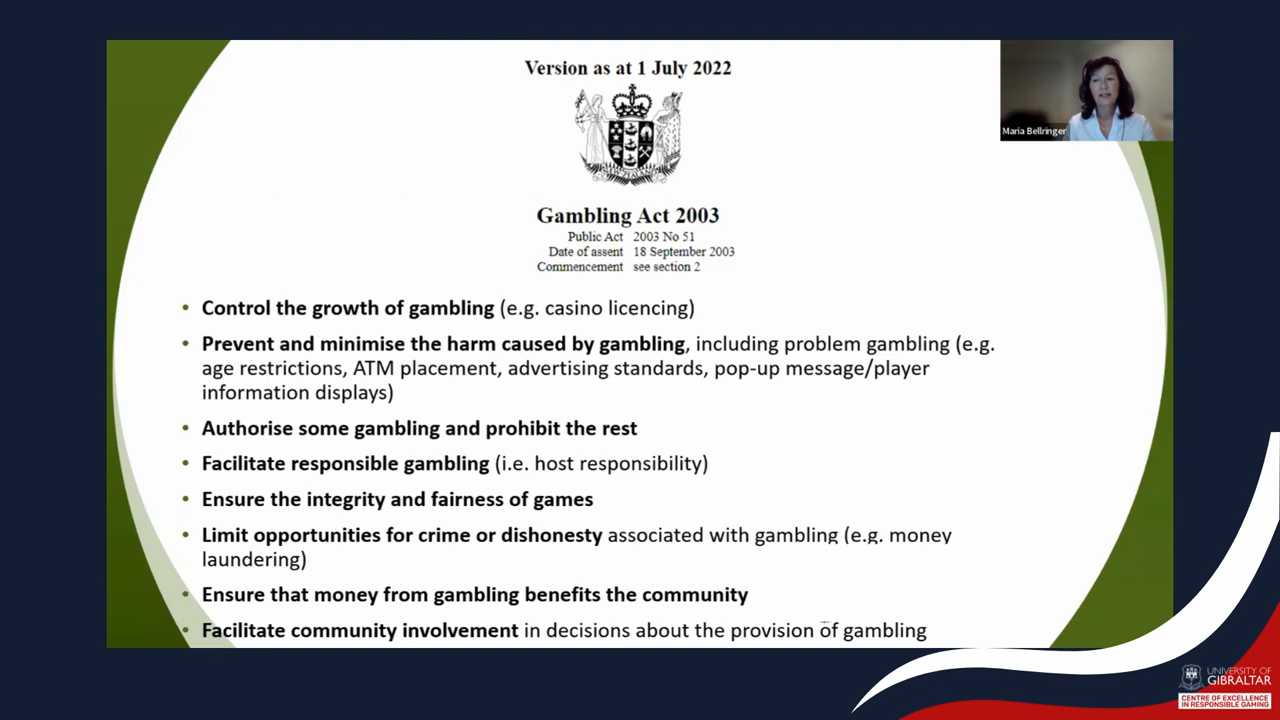 Version as at 1 July 2022
Maria Bellringer
NEW ZEALAND
Gambling Act 2003
Public Act 2003 No 51
Date of assent 18 September 2003
Commencement see section 2
• Control the growth of gambling (e.g. casino licencing)
• Prevent and minimise the harm caused by gambling, including problem gambling (e.g.
age restrictions, ATM placement, advertising standards, pop-up message/player
information displays)
• Authorise some gambling and prohibit the rest
• Facilitate responsible gambling (i.e. host responsibility)
• Ensure the integrity and fairness of games
• Limit opportunities for crime or dishonesty associated with gambling (e.g. money
laundering)
• Ensure that money from gambling benefits the community
• Facilitate community involvement in decisions about the provision of gambling
UNIVERSITY OF
GIBRALTAR
CENTRE OF EXCELLENCE
IN RESPONSIBLE GAMING